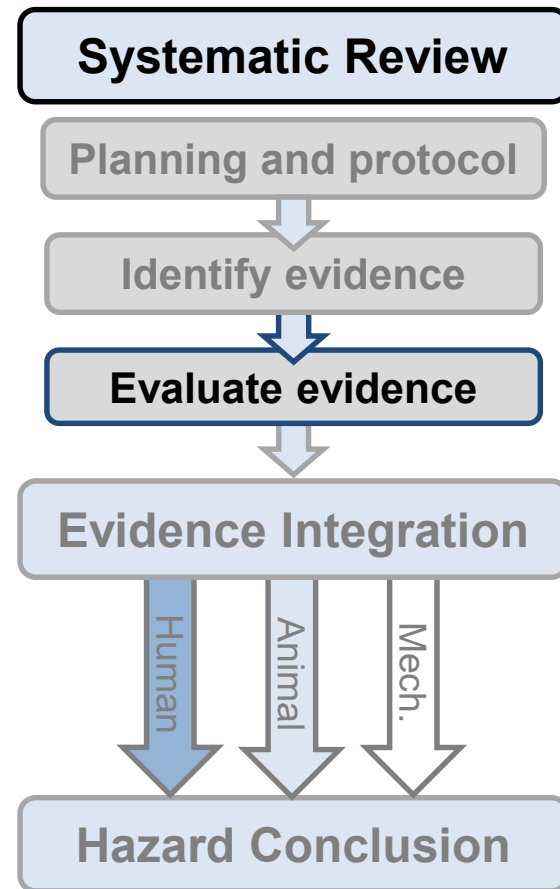 Systematic Review
Planning and protocol
Identify evidence
Evaluate evidence
Evidence Integration
Human
Animal
Mech.
Hazard Conclusion